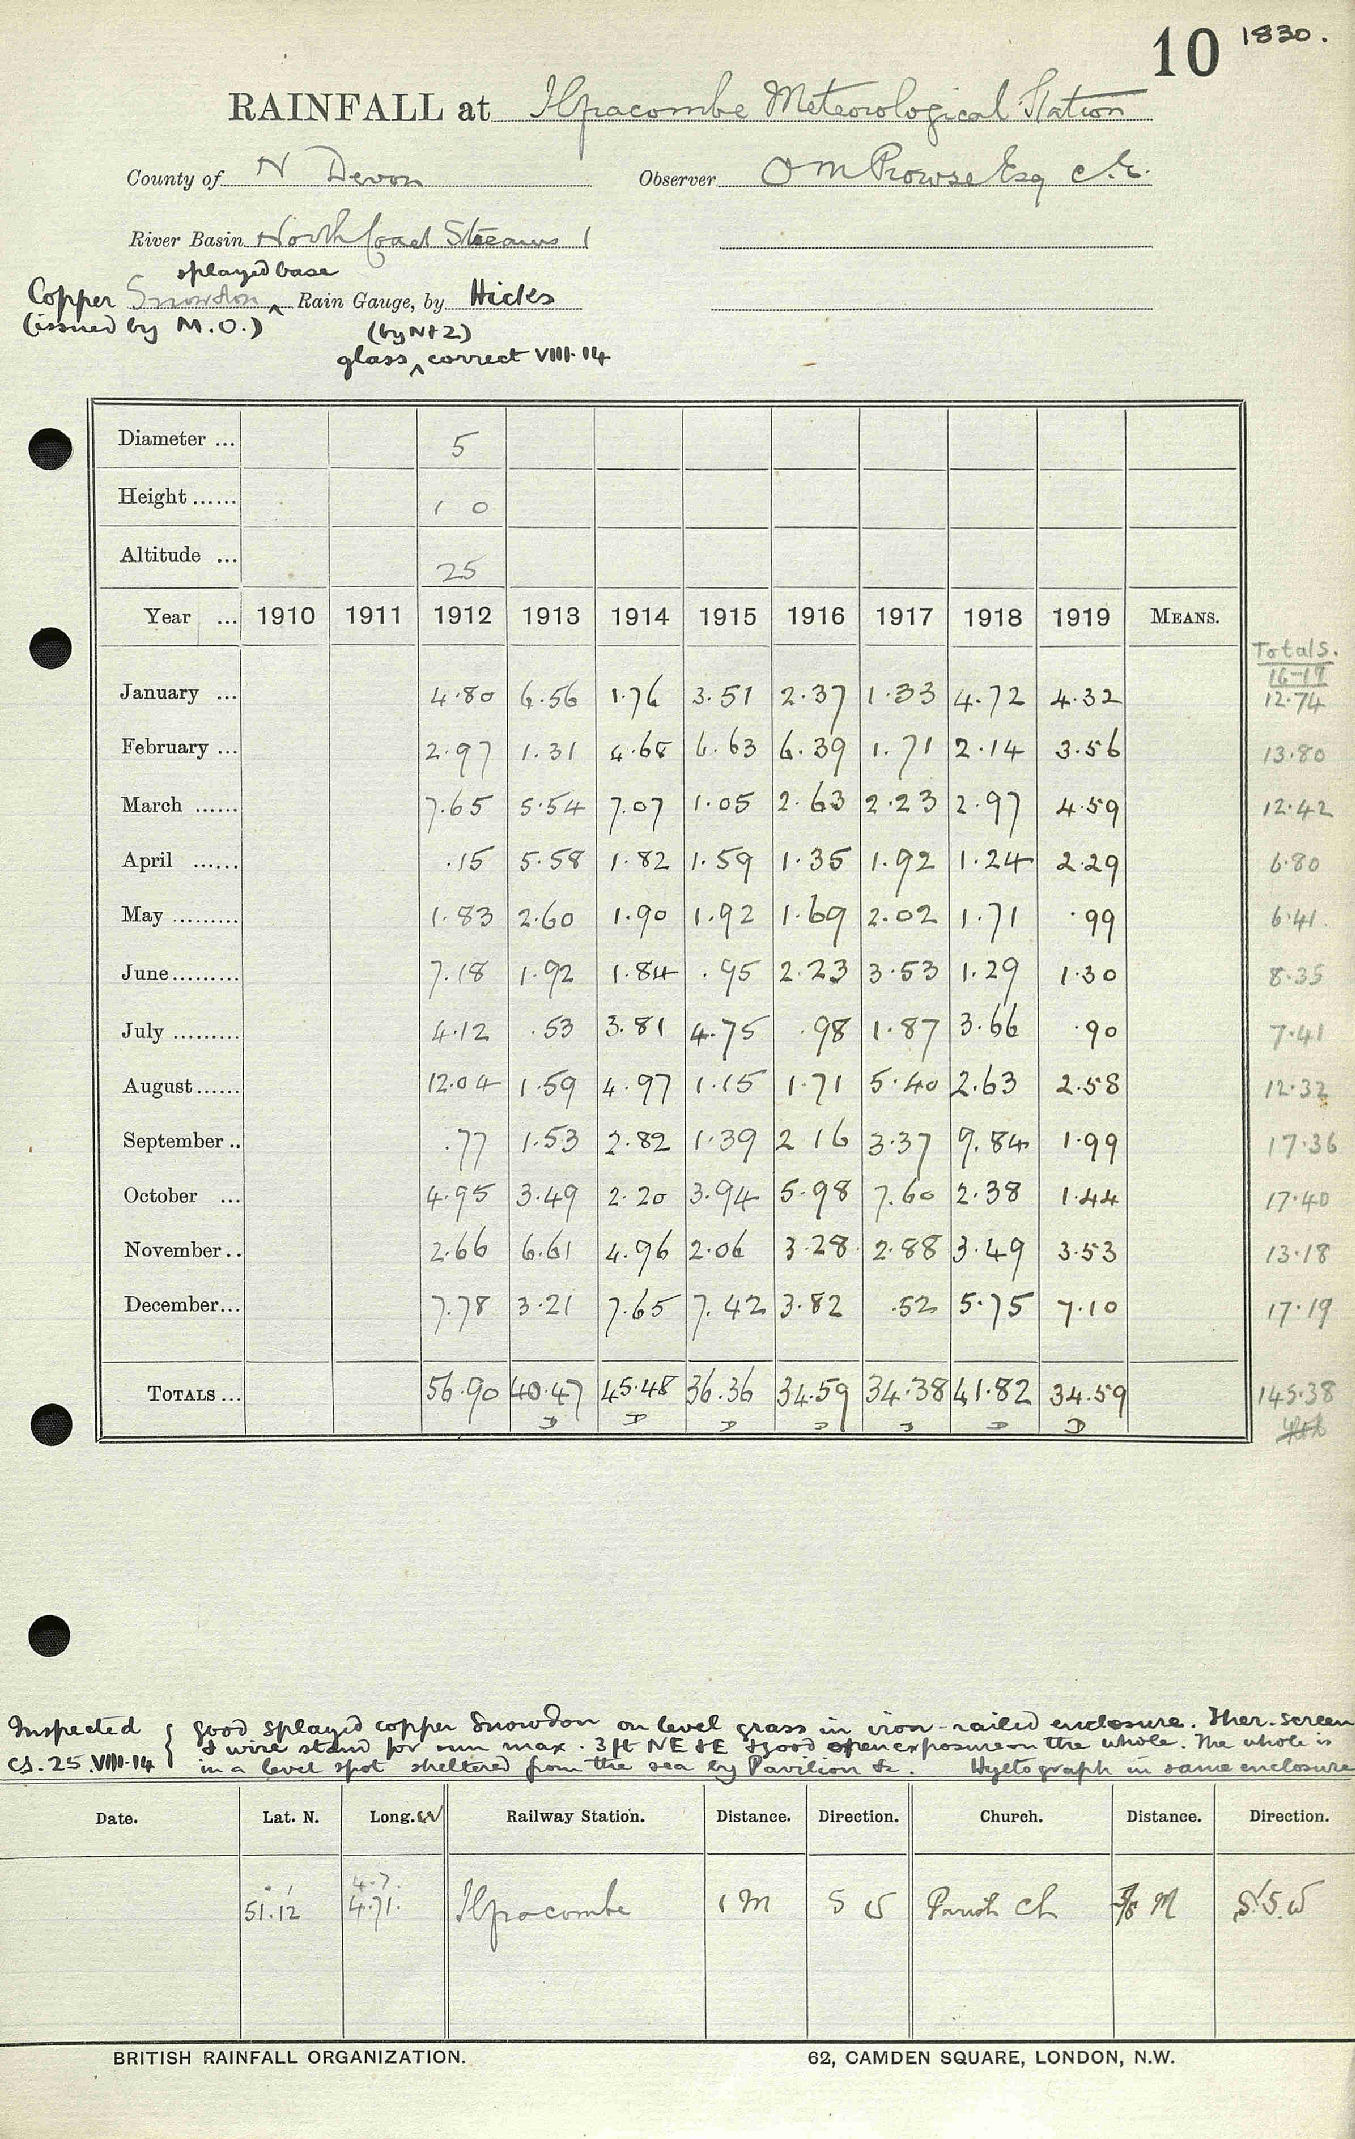 10 1830.
RAINFALL at Ilfracombe Meteorological Station
County of N Devon Observer O M Prowse Esq C.E.
River Basin North Coast Streams 1
splayed base
Copper Snowdon ^ Rain Gauge, by Hicks
(issued by M.O.) (by N+Z)
glass ^ correct VIII.14
Diameter ... 5
Height...... 1 0
Altitude ... 25
Year ... 1910 1911 1912 1913 1914 1915 1916 1917 1918 1919 MEANS. Totals.
16-19
January ... 4.80 6.56 1.76 3.51 2.37 1.33 4.72 4.32 12.74
February ... 2.97 1.31 4.68 6.63 6.39 1.71 2.14 3.56 13.80
March ...... 7.65 5.54 7.07 1.05 2.63 2.23 2.97 4.59 12.42
April ...... .15 5.58 1.82 1.59 1.35 1.92 1.24 2.29 6.80
May ......... 1.83 2.60 1.90 1.92 1.69 2.02 1.71 .99 6.41
June......... 7.18 1.92 1.84 .95 2.23 3.53 1.29 1.30 8.35
July ......... 4.12 .53 3.81 4.75 .98 1.87 3.66 .90 7.41
August...... 12.04 1.59 4.97 1.15 1.71 5.40 2.63 2.58 12.32
September .. .77 1.53 2.82 1.39 2 16 3.37 9.84 1.99 17.36
October ... 4.95 3.49 2.20 3.94 5.98 7.60 2.38 1.44 17.40
November .. 2.66 6.61 4.96 2.06 3.28 2.88 3.49 3.53 13.18
December... 7.78 3.21 7.65 7.42 3.82 .52 5.75 7.10 17.19
TOTALS ... 56.90 40.47 45.48 36.36 34.59 34.38 41.82 34.59 145.38
Inspected { Good splayed copper Snowdon on level grass in iron-railed enclosure. Ther. screen
& wire stand for sun max. 3 ft NE & E & good open exposure on the whole. The whole is
CS. 25.VIII.14 in a level spot sheltered from the sea by Pavilion &c. Hyetograph in same enclosure
Date. Lat. N. Long. W Railway Station. Distance. Direction. Church. Distance. Direction.
4.7.
51.12 4.71. Ilfracombe 1 M S W Parish Ch 3/8 M S.S.W
BRITISH RAINFALL ORGANIZATION. 62, CAMDEN SQUARE, LONDON, N.W.